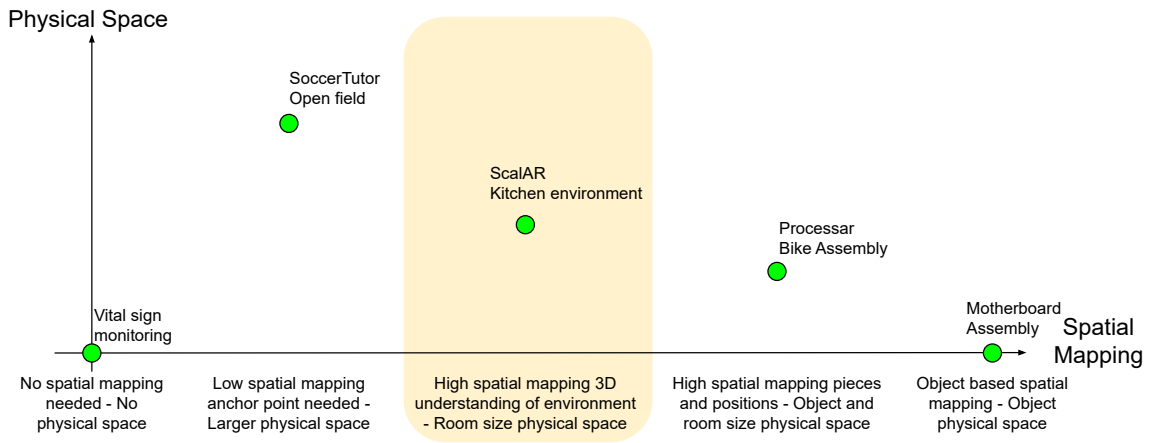 Physical Space
SoccerTutor
Open field
ScalAR
Kitchen environment
Processar
Bike Assembly
Vital sign
monitoring
Motherboard
Assembly
Spatial
Mapping
No spatial mapping
needed - No
physical space
Low spatial mapping
anchor point needed -
Larger physical space
High spatial mapping 3D
understanding of environment
- Room size physical space
High spatial mapping pieces
and positions - Object and
room size physical space
Object based spatial
mapping - Object
physical space